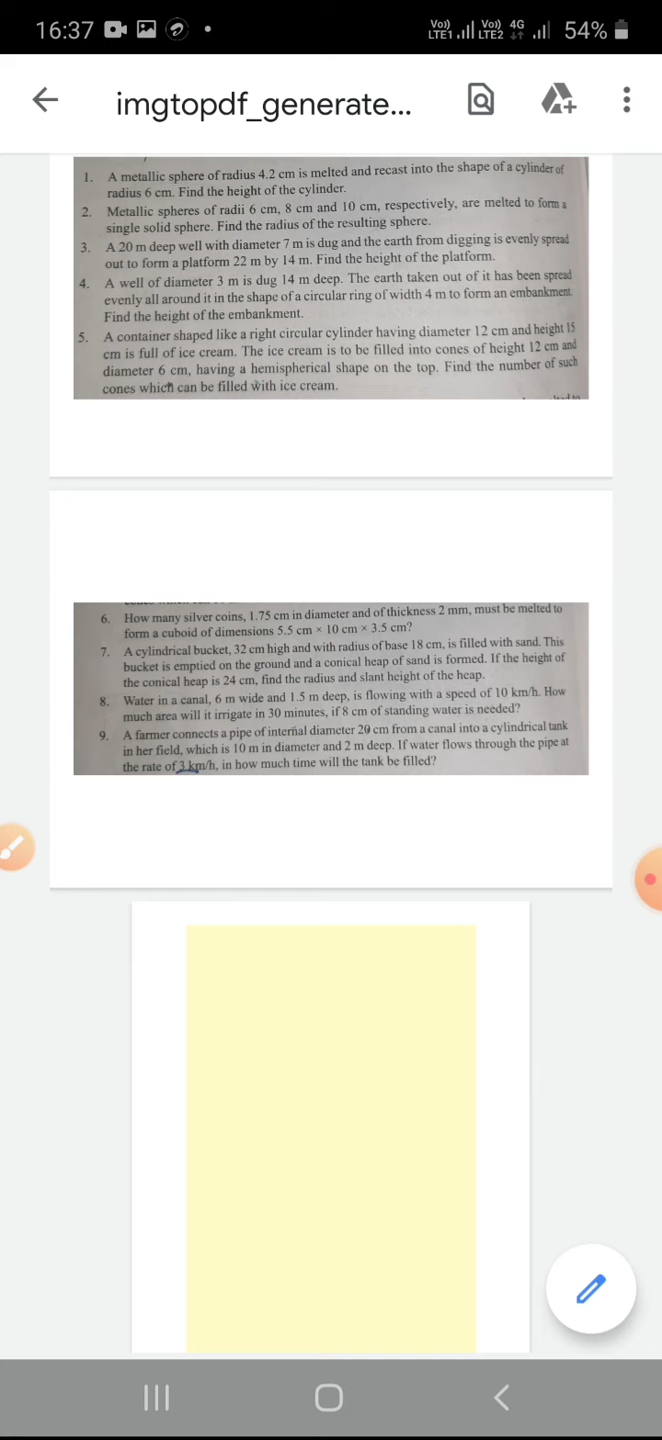 16:37
Vo)) LTE1 Vo)) LTE2 4G 54%
imgtopdf_generate...
1. A metallic sphere of radius 4.2 cm is melted and recast into the shape of a cylinder of
radius 6 cm. Find the height of the cylinder.
2. Metallic spheres of radii 6 cm, 8 cm and 10 cm, respectively, are melted to form a
single solid sphere. Find the radius of the resulting sphere.
3. A 20 m deep well with diameter 7 m is dug and the earth from digging is evenly spread
out to form a platform 22 m by 14 m. Find the height of the platform.
4. A well of diameter 3 m is dug 14 m deep. The earth taken out of it has been spread
evenly all around it in the shape of a circular ring of width 4 m to form an embankment.
Find the height of the embankment.
5. A container shaped like a right circular cylinder having diameter 12 cm and height 15
cm is full of ice cream. The ice cream is to be filled into cones of height 12 cm and
diameter 6 cm, having a hemispherical shape on the top. Find the number of such
cones which can be filled with ice cream.
6. How many silver coins, 1.75 cm in diameter and of thickness 2 mm, must be melted to
form a cuboid of dimensions 5.5 cm × 10 cm × 3.5 cm?
7. A cylindrical bucket, 32 cm high and with radius of base 18 cm, is filled with sand. This
bucket is emptied on the ground and a conical heap of sand is formed. If the height of
the conical heap is 24 cm, find the radius and slant height of the heap.
8. Water in a canal, 6 m wide and 1.5 m deep, is flowing with a speed of 10 km/h. How
much area will it irrigate in 30 minutes, if 8 cm of standing water is needed?
9. A farmer connects a pipe of internal diameter 20 cm from a canal into a cylindrical tank
in her field, which is 10 m in diameter and 2 m deep. If water flows through the pipe at
the rate of 3 km/h, in how much time will the tank be filled?